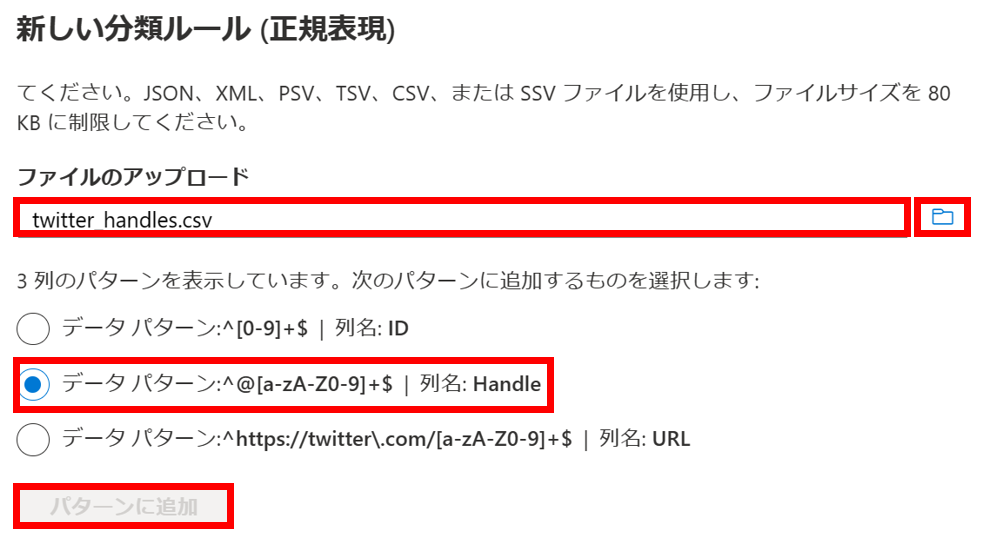 新しい分類ルール (正規表現)
てください。JSON、XML、PSV、TSV、CSV、または SSV ファイルを使用し、ファイルサイズを 80
KB に制限してください。
ファイルのアップロード
twitter_handles.csv
3 列のパターンを表示しています。次のパターンに追加するものを選択します:
データ パターン:^[0-9]+$ | 列名: ID
データ パターン:^@[a-zA-Z0-9]+$ | 列名: Handle
データ パターン:^https://twitter\.com/[a-zA-Z0-9]+$ | 列名: URL
パターンに追加